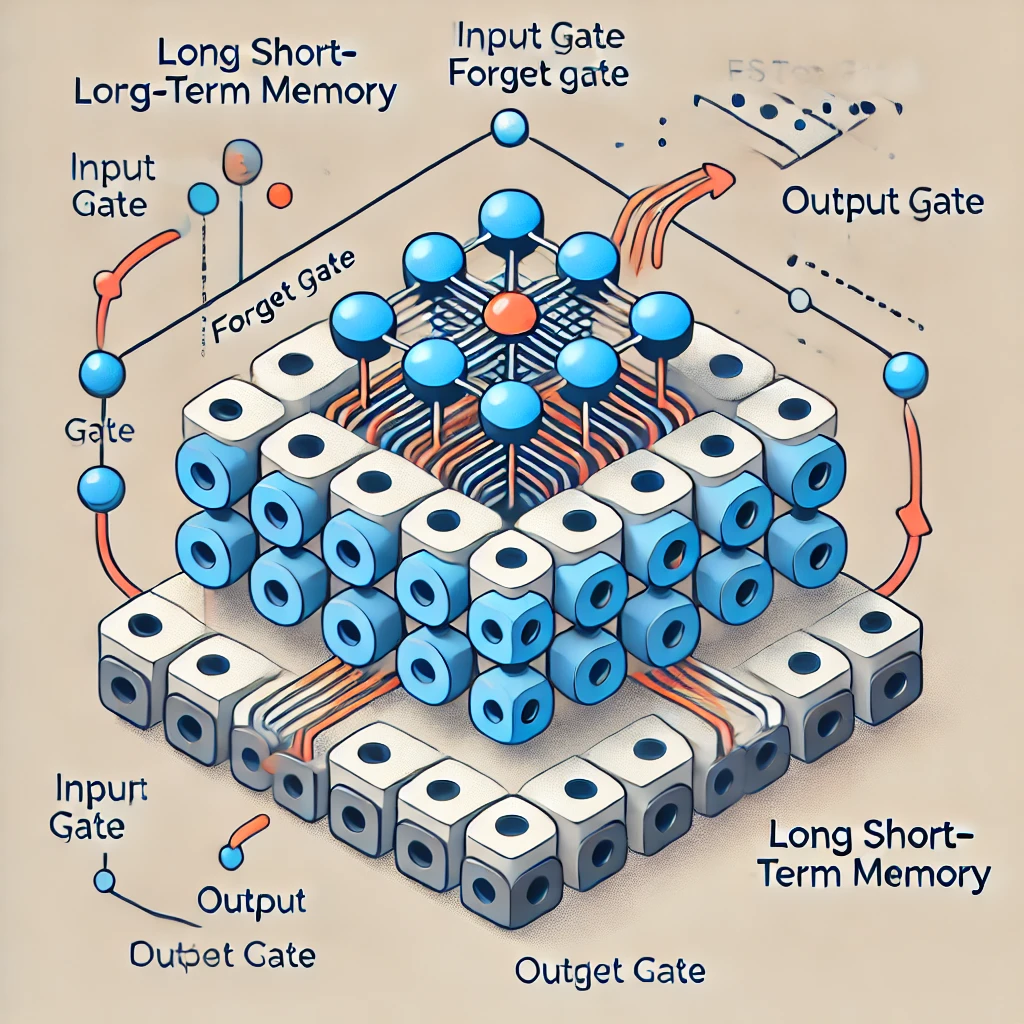 Long Short-
Lorg-Term Memory
Input Gate
Forget gate
Input
Gate
Output Gate
Forget Gate
Gate
Inpurt
Gate
Output
Outpet Gate
Long Short-
Term Memory
Outget Gate